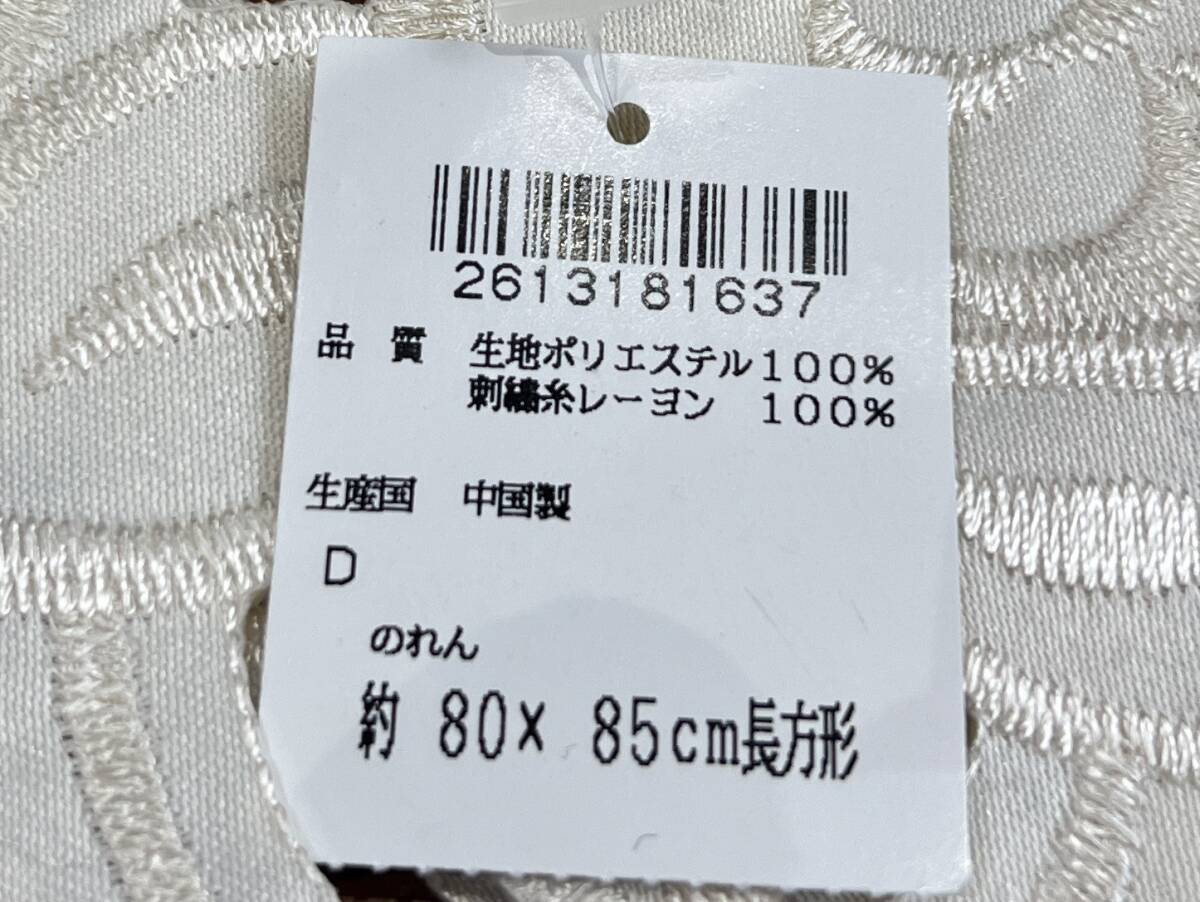 2613181637
品 質 生地ポリエステル100%
刺繍糸レーヨン 100%
生産国 中国製
D
のれん
約 80× 85cm長方形